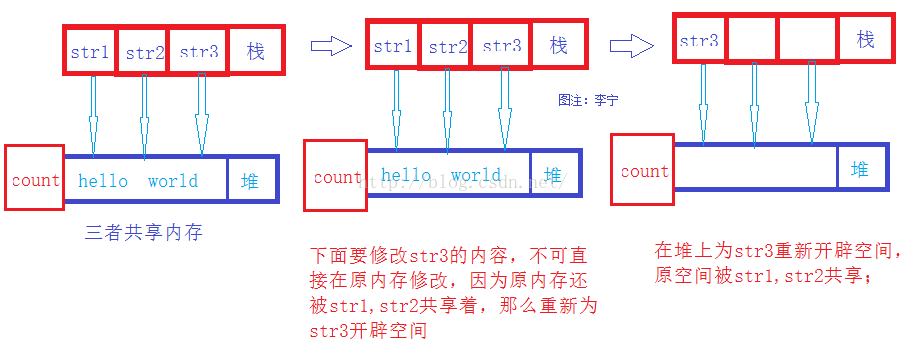 str1 str2 str3 栈
str1 str2 str3 栈
str3 栈
图注: 李宁
count hello world 堆
count hello world 堆
http://blog.csdn.net/
count 堆
三者共享内存
下面要修改str3的内容，不可直
接在原内存修改，因为原内存还
被str1,str2共享着，那么重新为
str3开辟空间
在堆上为str3重新开辟空间，
原空间被str1,str2共享；